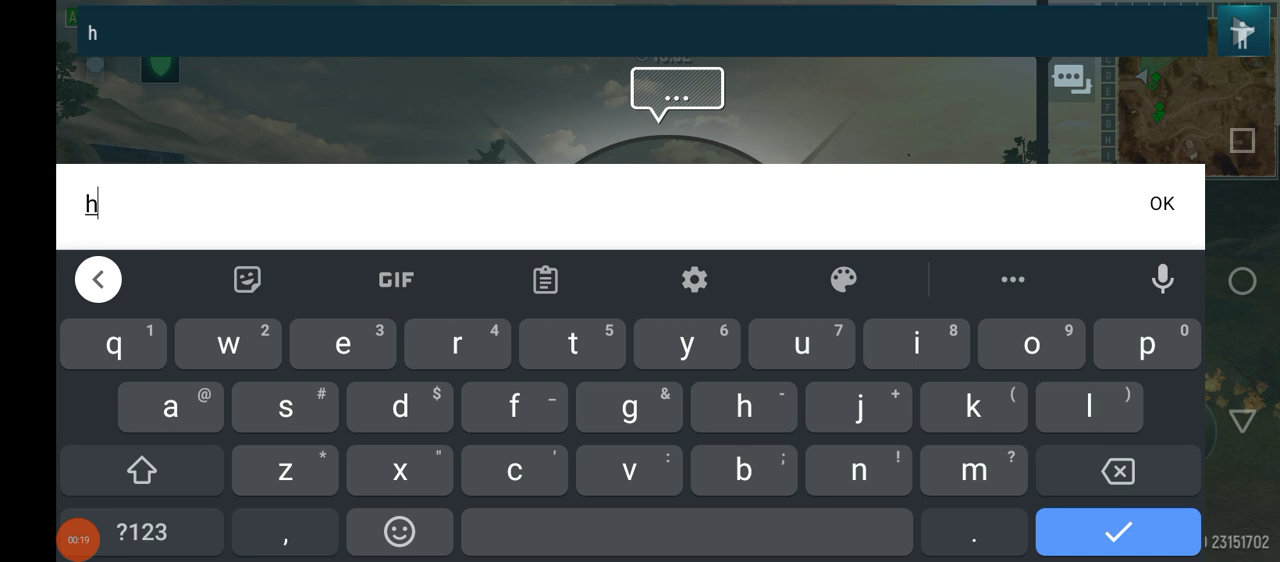 h
...
h
OK
GIF
q 1 w 2 e 3 r 4 t 5 y 6 u 7 i 8 o 9 p 0
a @ s # d $ f _ g & h - j + k ( l )
z * x " c ' v : b ; n ! m ?
?123 , .
00:19
23151702